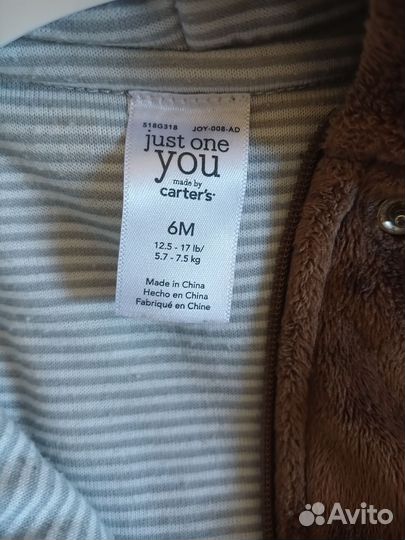 518G318 JOY-008-AD
just one
you
made by
carter's
6M
12.5 - 17 lb/
5.7 - 7.5 kg
Made in China
Hecho en China
Fabriqué en Chine
Avito